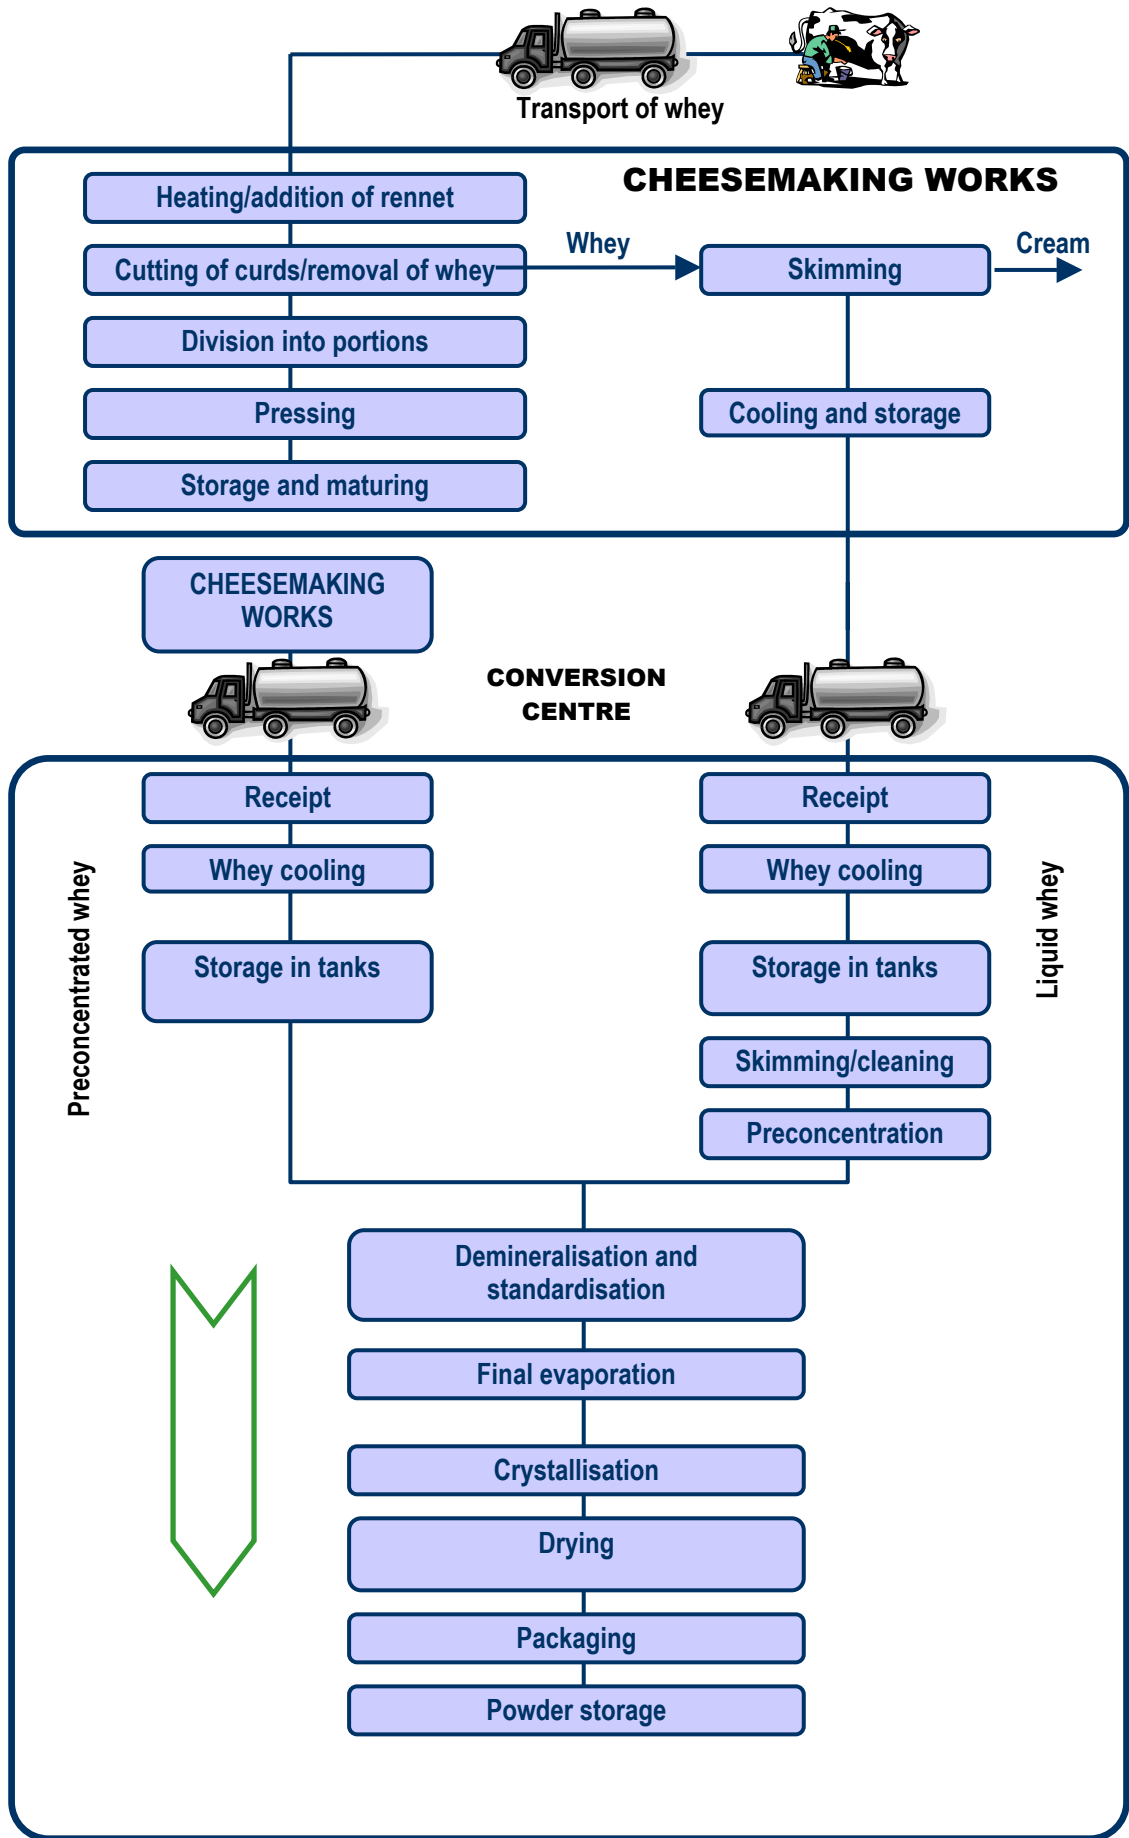 Transport of whey
CHEESEMAKING WORKS
Heating/addition of rennet
Cutting of curds/removal of whey
Whey
Skimming
Cream
Division into portions
Pressing
Cooling and storage
Storage and maturing
CHEESEMAKING
WORKS
CONVERSION
CENTRE
Preconcentrated whey
Receipt
Whey cooling
Storage in tanks
Liquid whey
Receipt
Whey cooling
Storage in tanks
Skimming/cleaning
Preconcentration
Demineralisation and
standardisation
Final evaporation
Crystallisation
Drying
Packaging
Powder storage